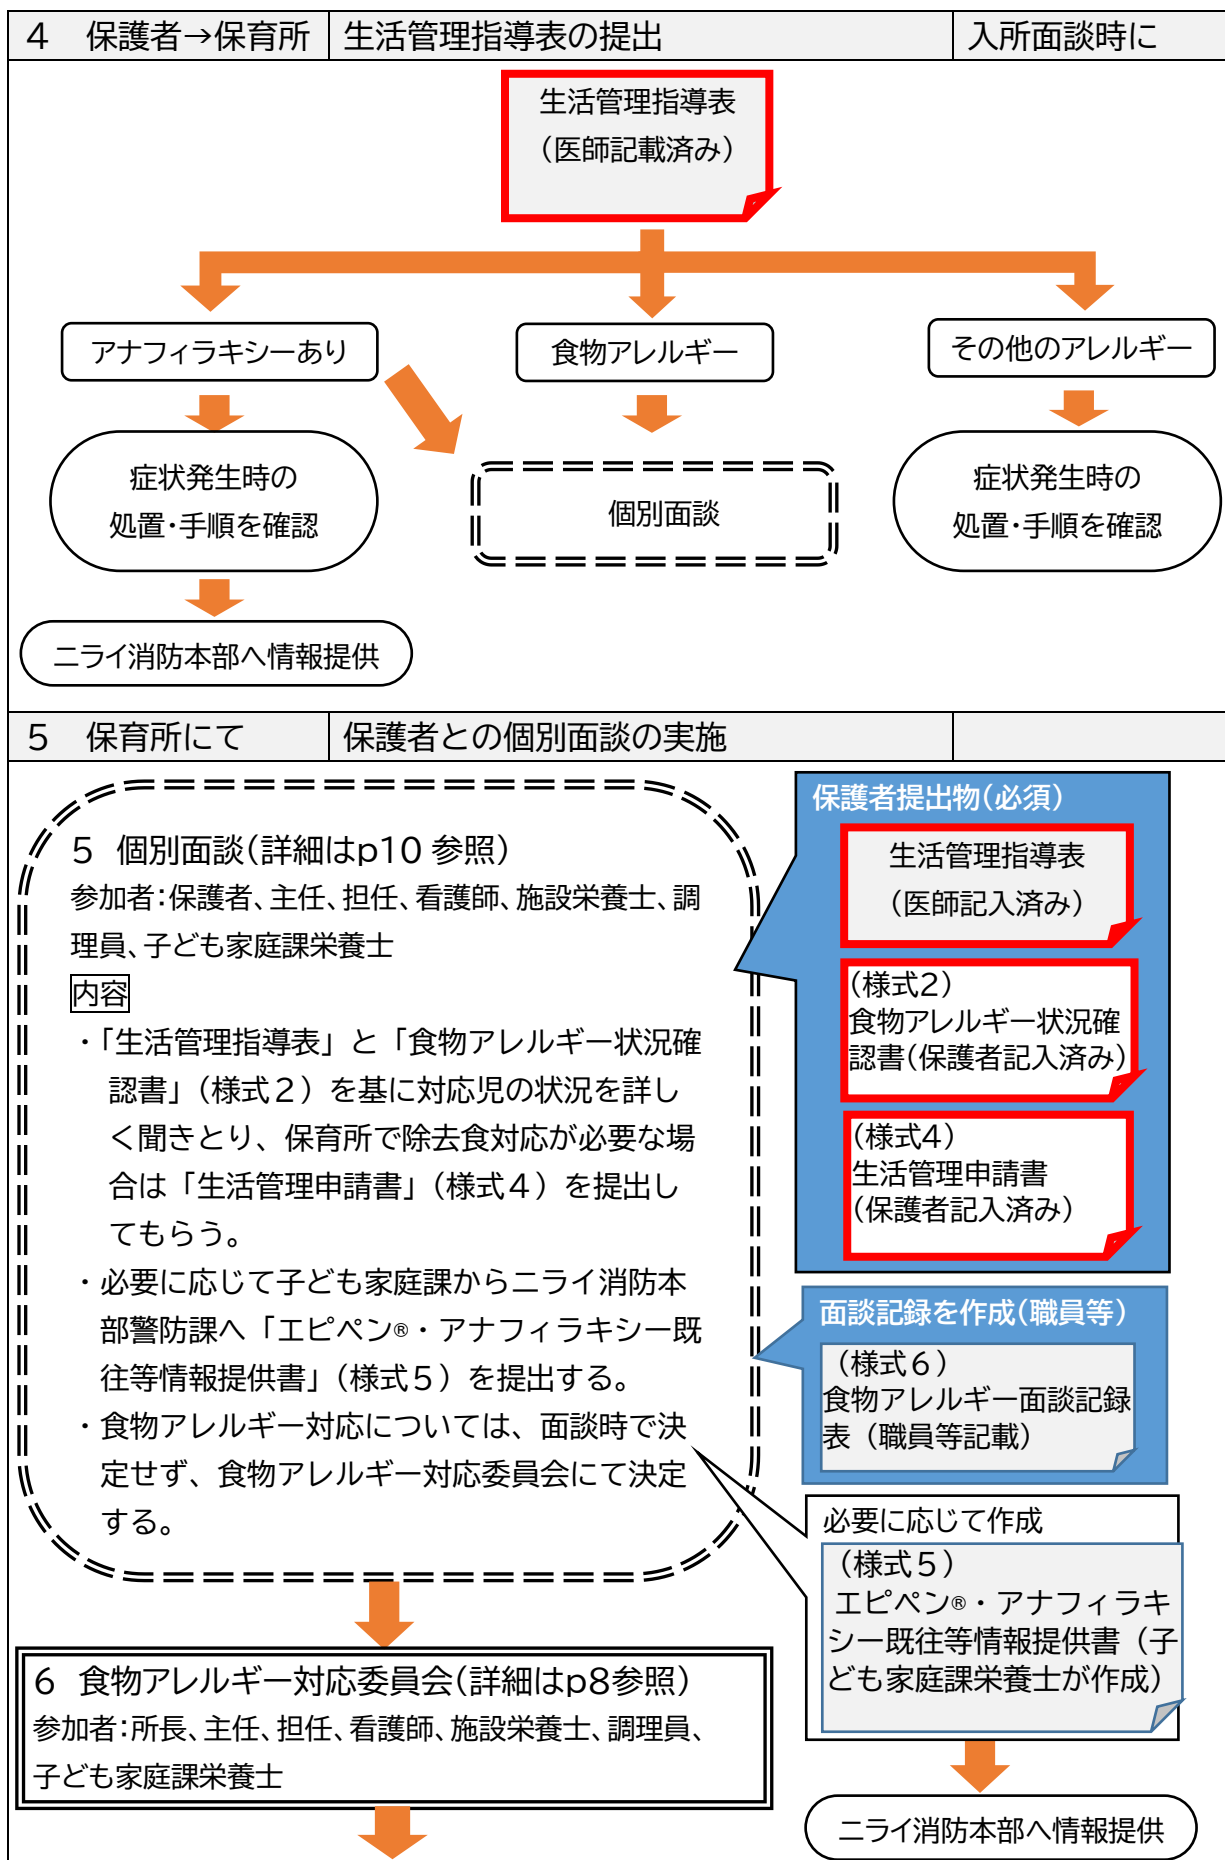 4　保護者→保育所　生活管理指導表の提出　入所面談時に
生活管理指導表
（医師記載済み）
アナフィラキシーあり
食物アレルギー
その他のアレルギー
症状発生時の
処置・手順を確認
個別面談
症状発生時の
処置・手順を確認
ニライ消防本部へ情報提供
5　保育所にて　保護者との個別面談の実施
5　個別面談（詳細はp10 参照）
参加者：保護者、主任、担任、看護師、施設栄養士、調
理員、子ども家庭課栄養士
内容
・「生活管理指導表」と「食物アレルギー状況確
認書」（様式２）を基に対応児の状況を詳し
く聞きとり、保育所で除去食対応が必要な場
合は「生活管理申請書」（様式４）を提出し
てもらう。
・必要に応じて子ども家庭課からニライ消防本
部警防課へ「エピペン®・アナフィラキシー既
往等情報提供書」（様式５）を提出する。
・食物アレルギー対応については、面談時で決
定せず、食物アレルギー対応委員会にて決定
する。
保護者提出物（必須）
生活管理指導表
（医師記入済み）
（様式2）
食物アレルギー状況確
認書（保護者記入済み）
（様式4）
生活管理申請書
（保護者記入済み）
面談記録を作成（職員等）
（様式６）
食物アレルギー面談記録
表（職員等記載）
必要に応じて作成
（様式５）
エピペン®・アナフィラキ
シー既往等情報提供書（子
ども家庭課栄養士が作成）
6　食物アレルギー対応委員会（詳細はp8参照）
参加者：所長、主任、担任、看護師、施設栄養士、調理員、
子ども家庭課栄養士
ニライ消防本部へ情報提供